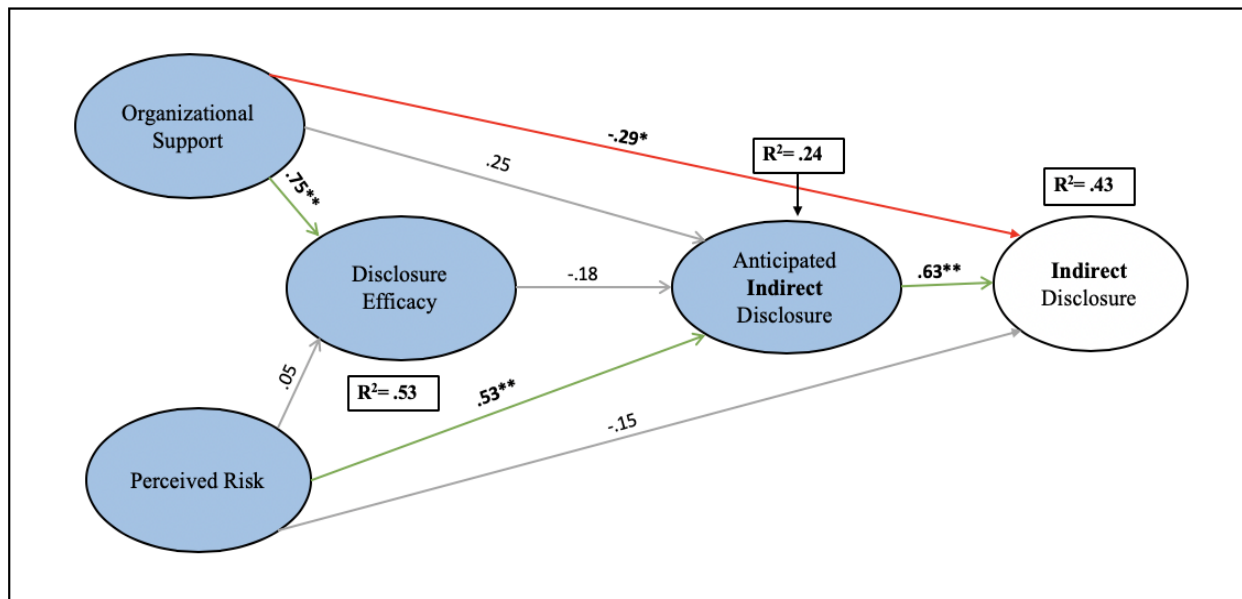 Organizational
Support
-.29*
.25
R²= .24
R²= .43
.75**
Disclosure
Efficacy
-.18
Anticipated
Indirect
Disclosure
.63**
Indirect
Disclosure
.05
R²= .53
.53**
-.15
Perceived Risk